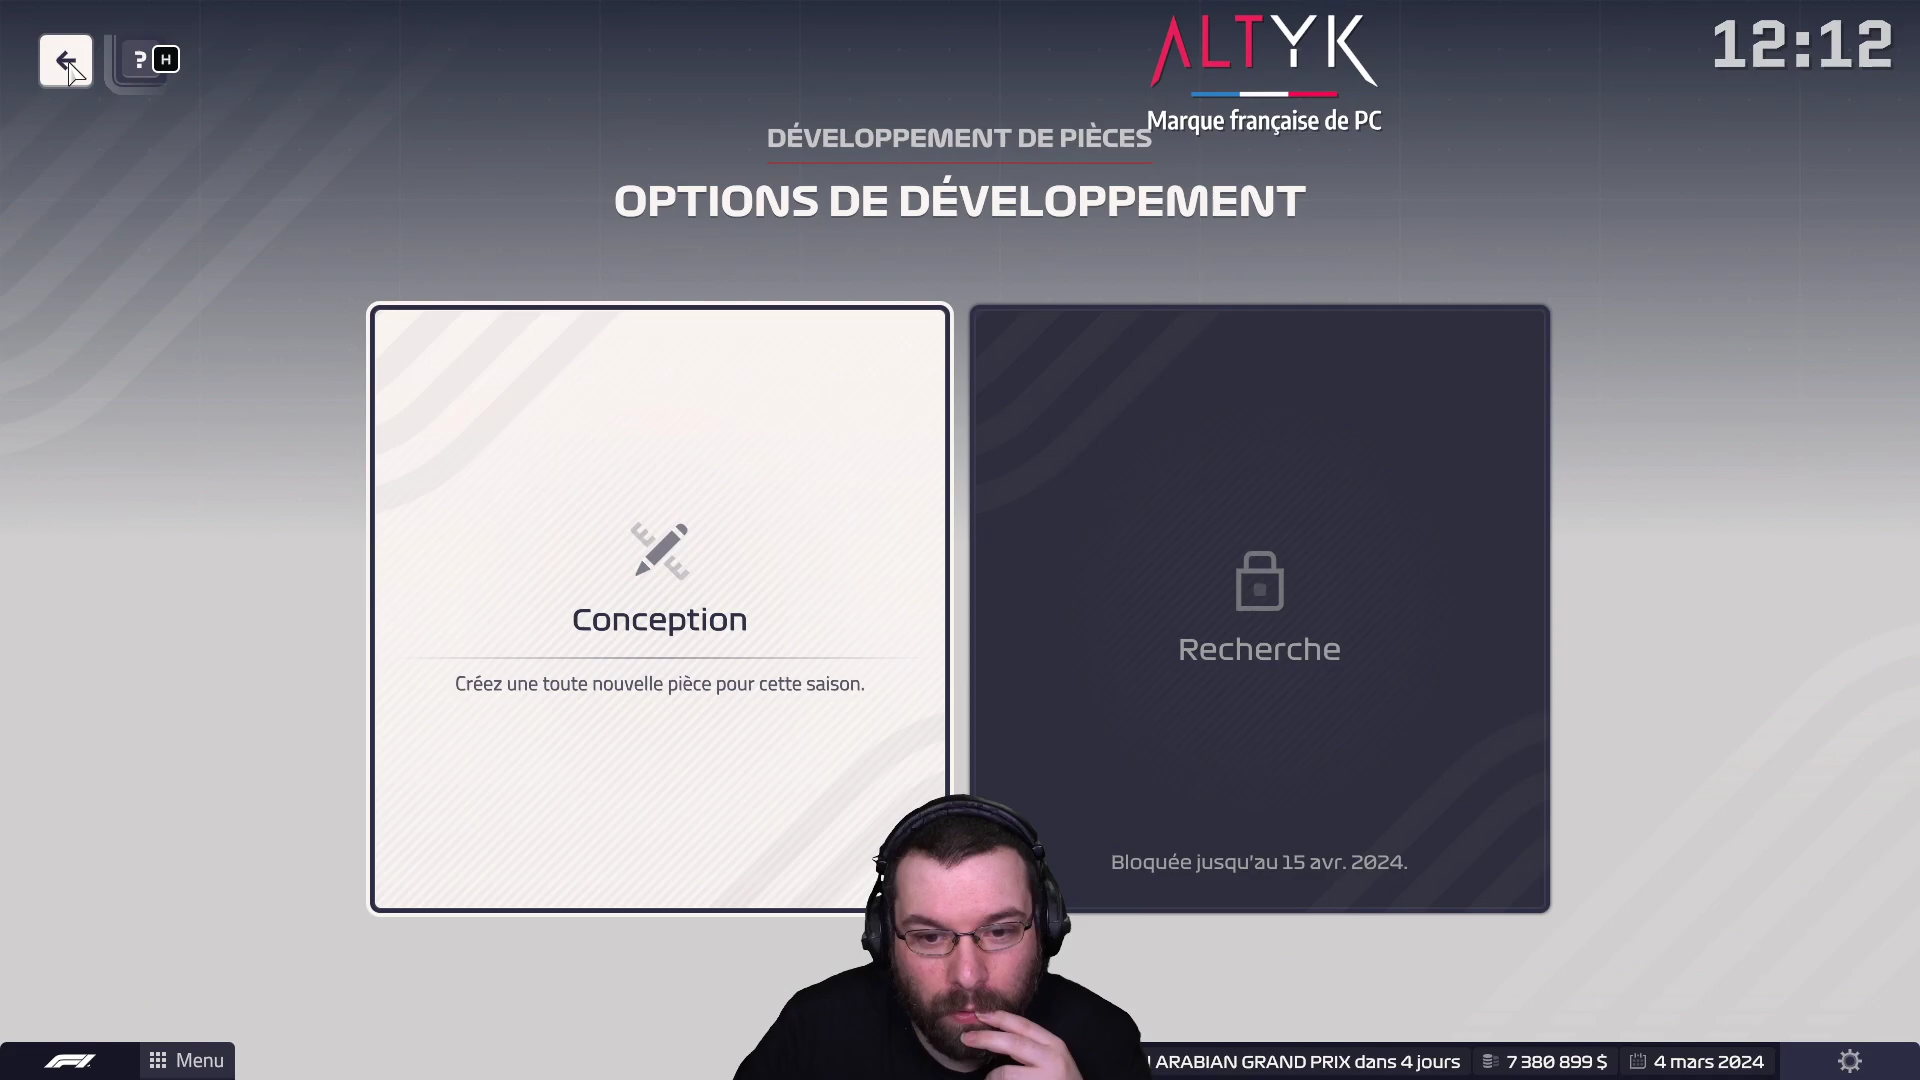 ? H
ALTYK
Marque française de PC
12:12
DÉVELOPPEMENT DE PIÈCES
OPTIONS DE DÉVELOPPEMENT
Conception
Créez une toute nouvelle pièce pour cette saison.
Recherche
Bloquée jusqu'au 15 avr. 2024.
Menu
ARABIAN GRAND PRIX dans 4 jours
7 380 899 $
4 mars 2024